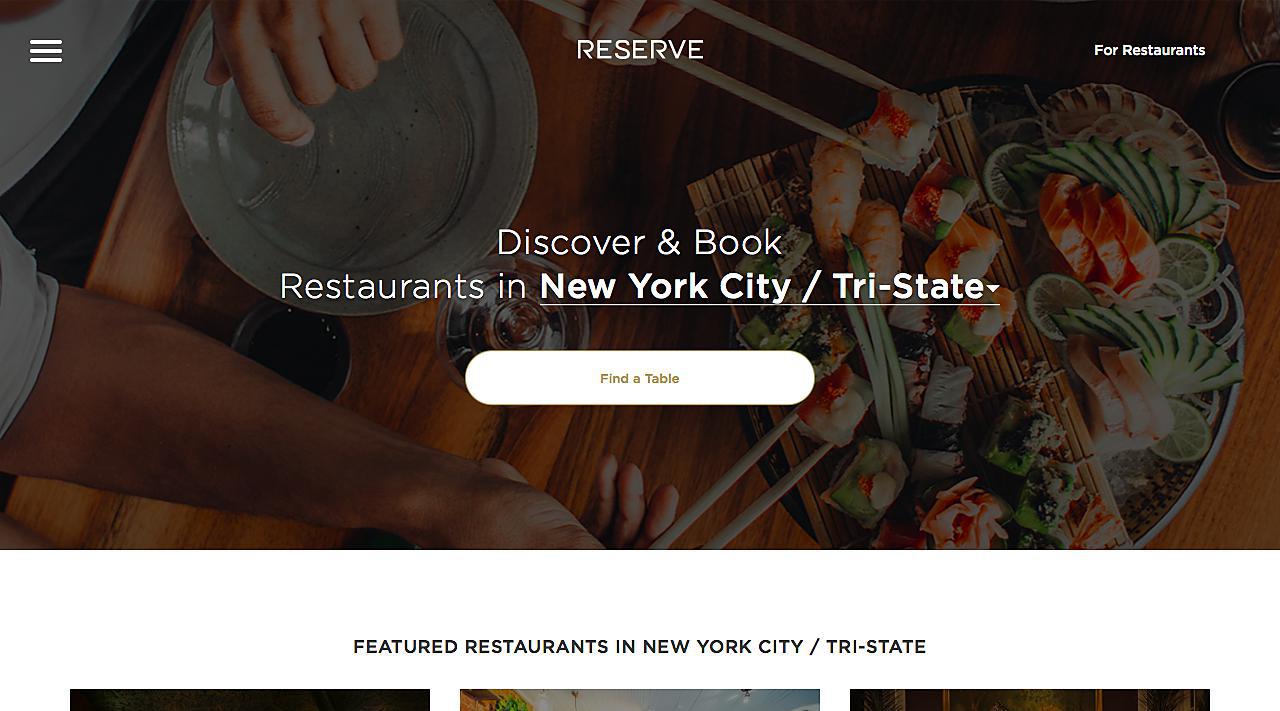 RESERVE
For Restaurants
Discover & Book
Restaurants in New York City / Tri-State
Find a Table
FEATURED RESTAURANTS IN NEW YORK CITY / TRI-STATE